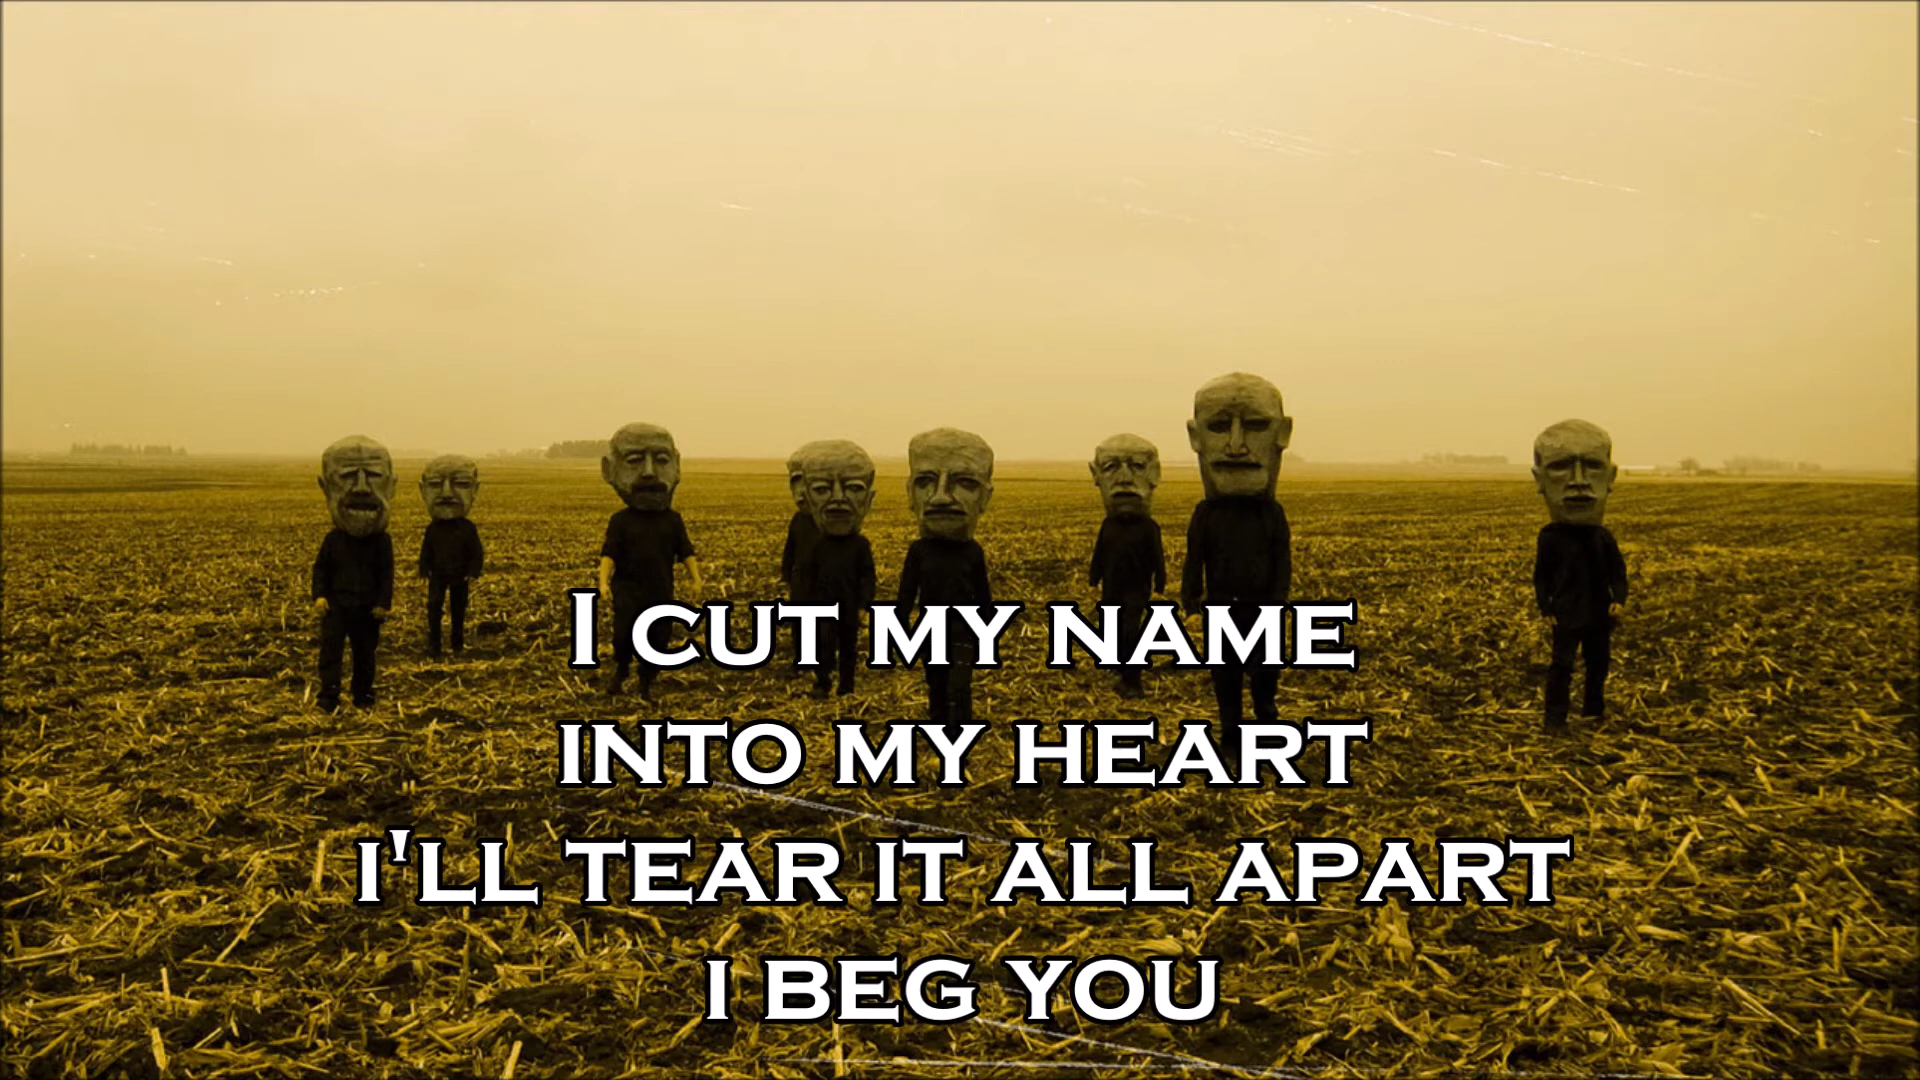 I CUT MY NAME
INTO MY HEART
I'LL TEAR IT ALL APART
I BEG YOU